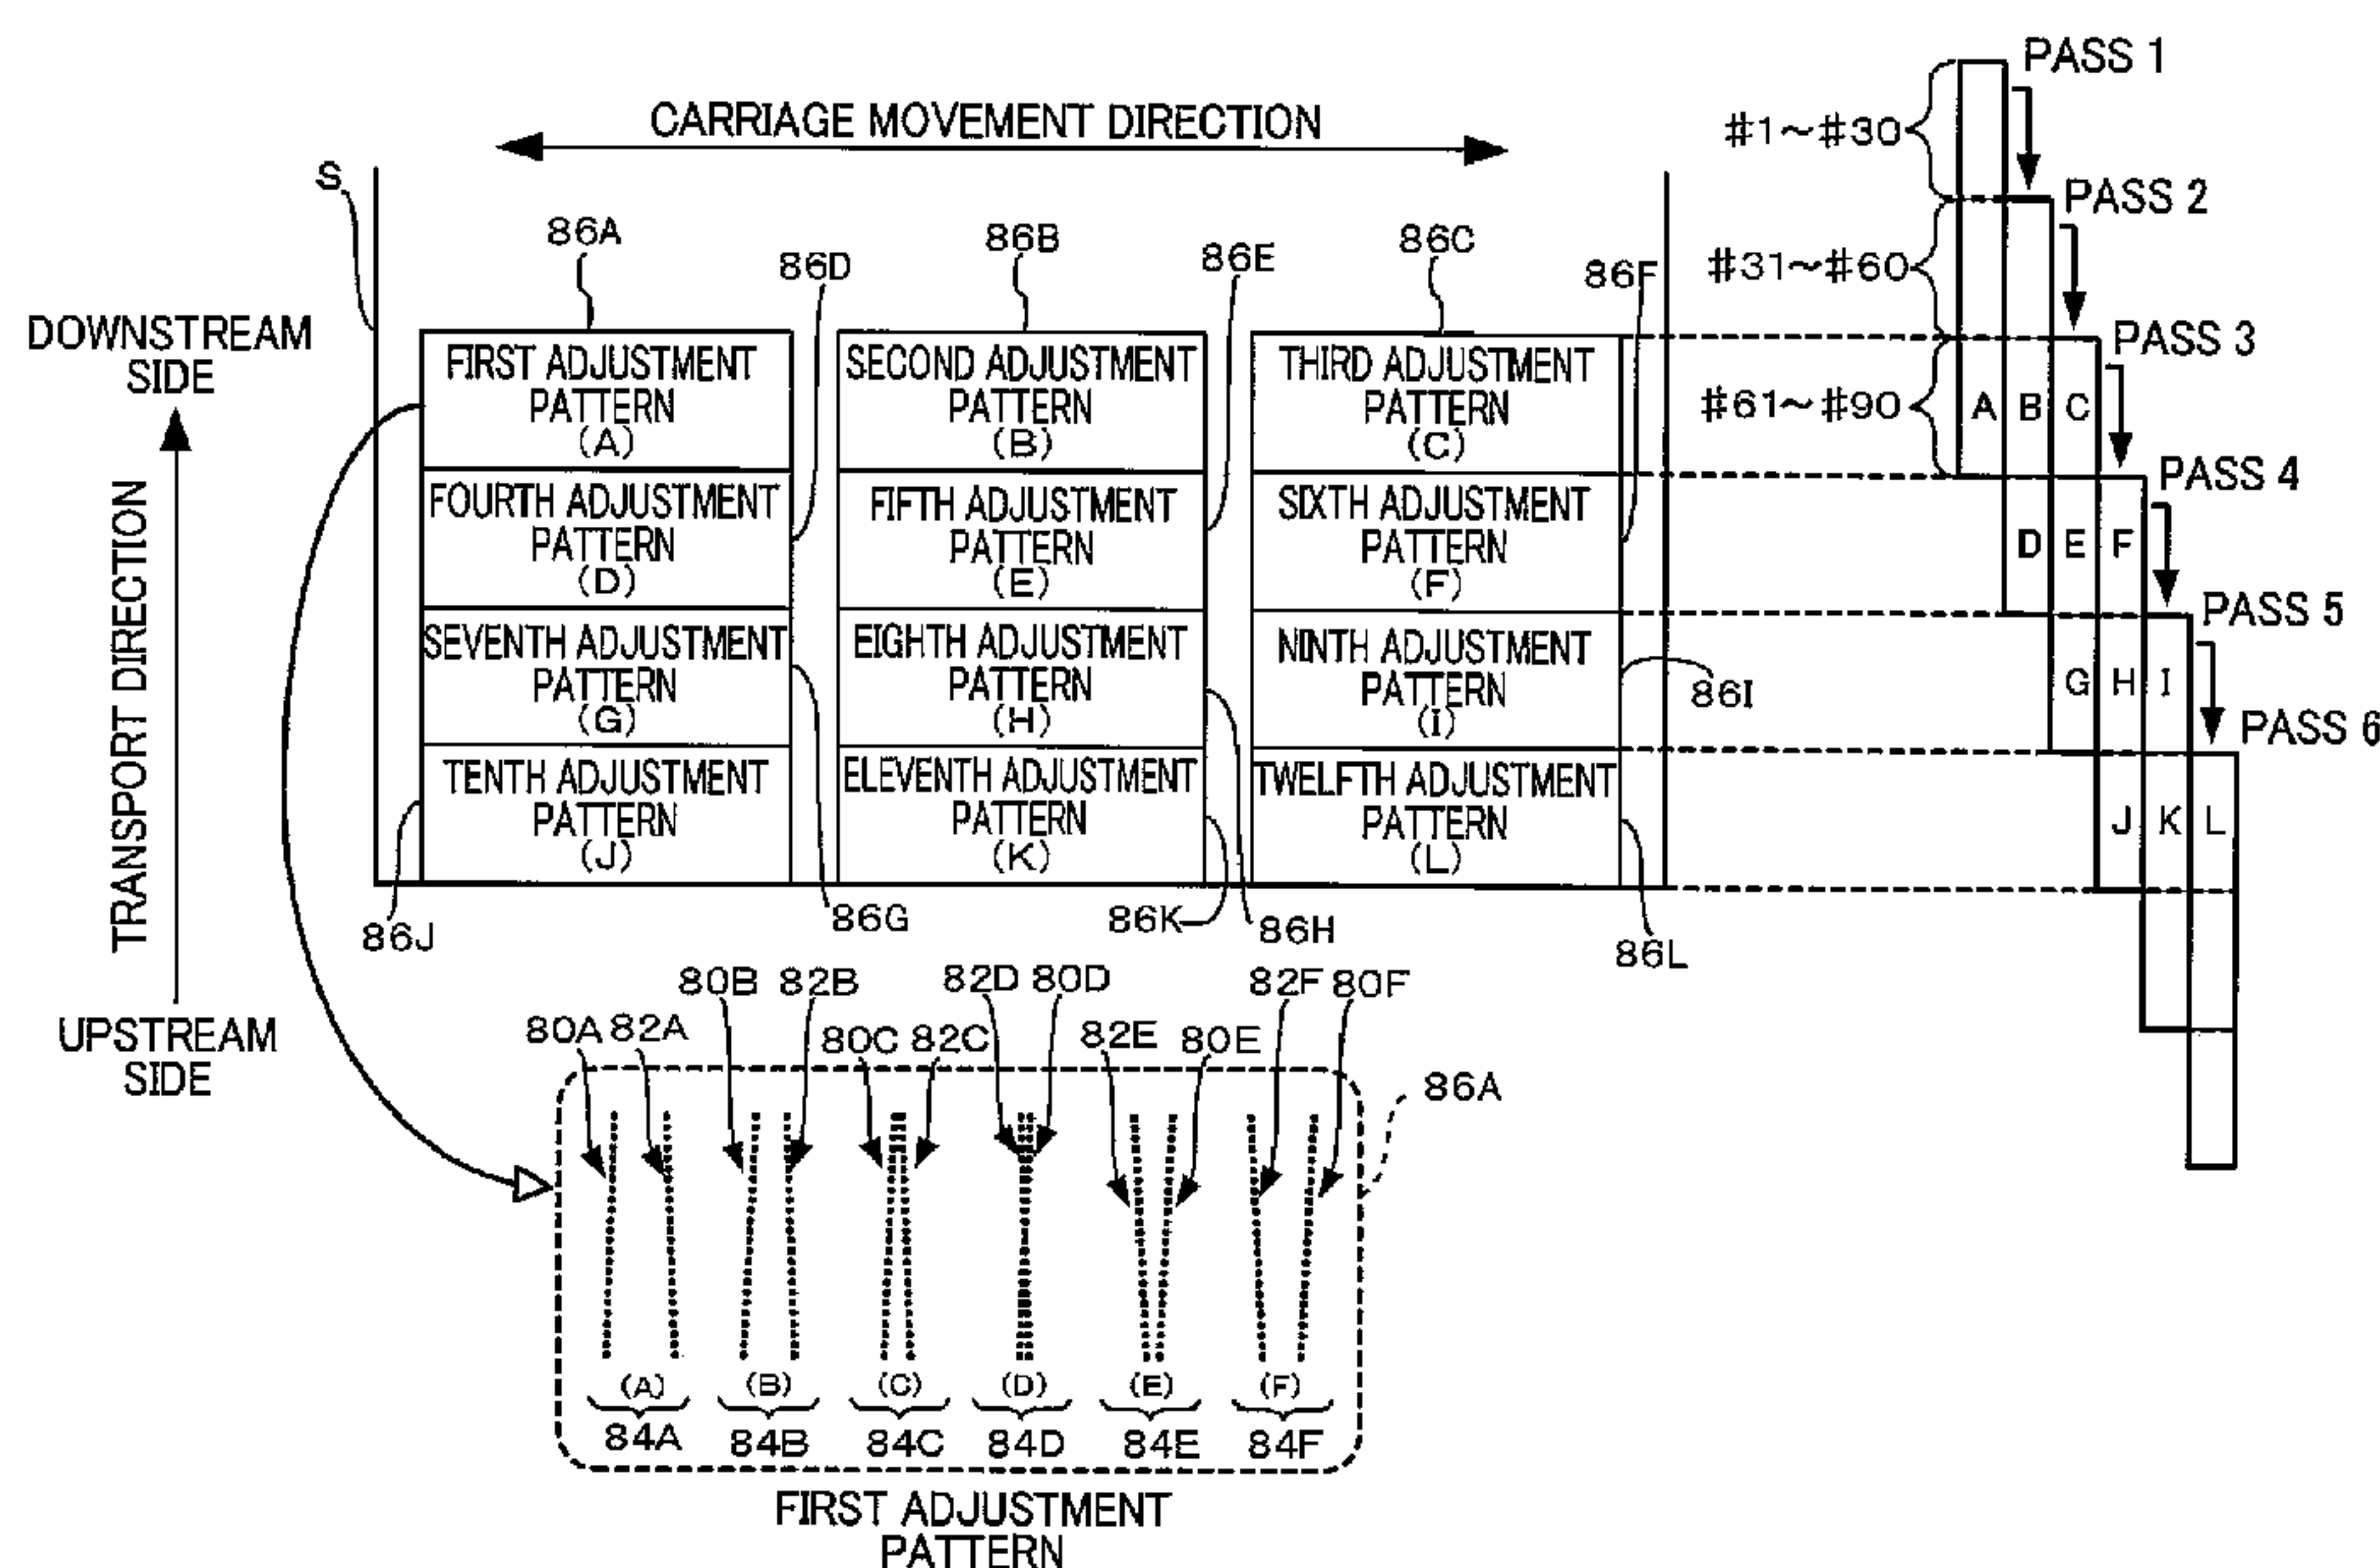 CARRIAGE MOVEMENT DIRECTION
S
86A
86D
86B
86E
86C
86F
DOWNSTREAM
SIDE
TRANSPORT DIRECTION
UPSTREAM
SIDE
FIRST ADJUSTMENT
PATTERN
(A)
SECOND ADJUSTMENT
PATTERN
(B)
THIRD ADJUSTMENT
PATTERN
(C)
FOURTH ADJUSTMENT
PATTERN
(D)
FIFTH ADJUSTMENT
PATTERN
(E)
SIXTH ADJUSTMENT
PATTERN
(F)
SEVENTH ADJUSTMENT
PATTERN
(G)
EIGHTH ADJUSTMENT
PATTERN
(H)
NINTH ADJUSTMENT
PATTERN
(I)
86I
TENTH ADJUSTMENT
PATTERN
(J)
ELEVENTH ADJUSTMENT
PATTERN
(K)
TWELFTH ADJUSTMENT
PATTERN
(L)
86J
86G
86K
86H
86L
PASS 1
#1~#30
PASS 2
#31~#60
PASS 3
#61~#90
A B C
PASS 4
D E F
PASS 5
G H I
PASS 6
J K L
80A 82A
80B 82B
80C 82C
82D 80D
82E 80E
82F 80F
86A
(A) (B) (C) (D) (E) (F)
84A 84B 84C 84D 84E 84F
FIRST ADJUSTMENT
PATTERN